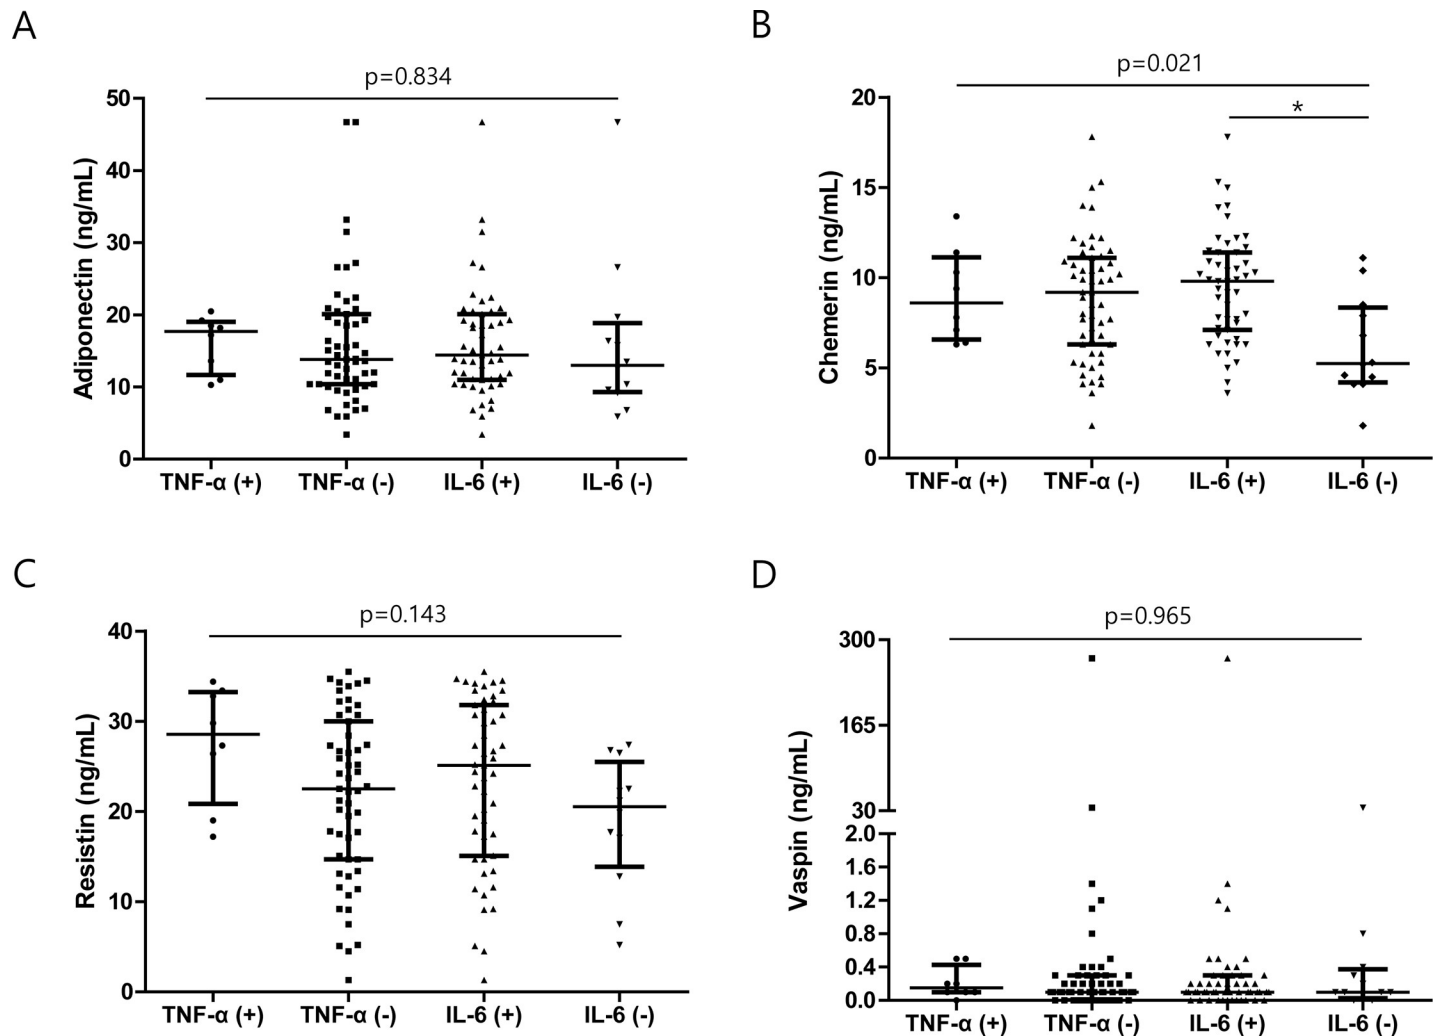 A
p=0.834
Adiponectin (ng/mL)
50
40
30
20
10
0
TNF-α (+) TNF-α (-) IL-6 (+) IL-6 (-)
B
p=0.021
*
Chemerin (ng/mL)
20
15
10
5
0
TNF-α (+) TNF-α (-) IL-6 (+) IL-6 (-)
C
p=0.143
Resistin (ng/mL)
40
30
20
10
0
TNF-α (+) TNF-α (-) IL-6 (+) IL-6 (-)
D
p=0.965
Vaspin (ng/mL)
300
165
30
2.0
1.6
1.2
0.8
0.4
0.0
TNF-α (+) TNF-α (-) IL-6 (+) IL-6 (-)